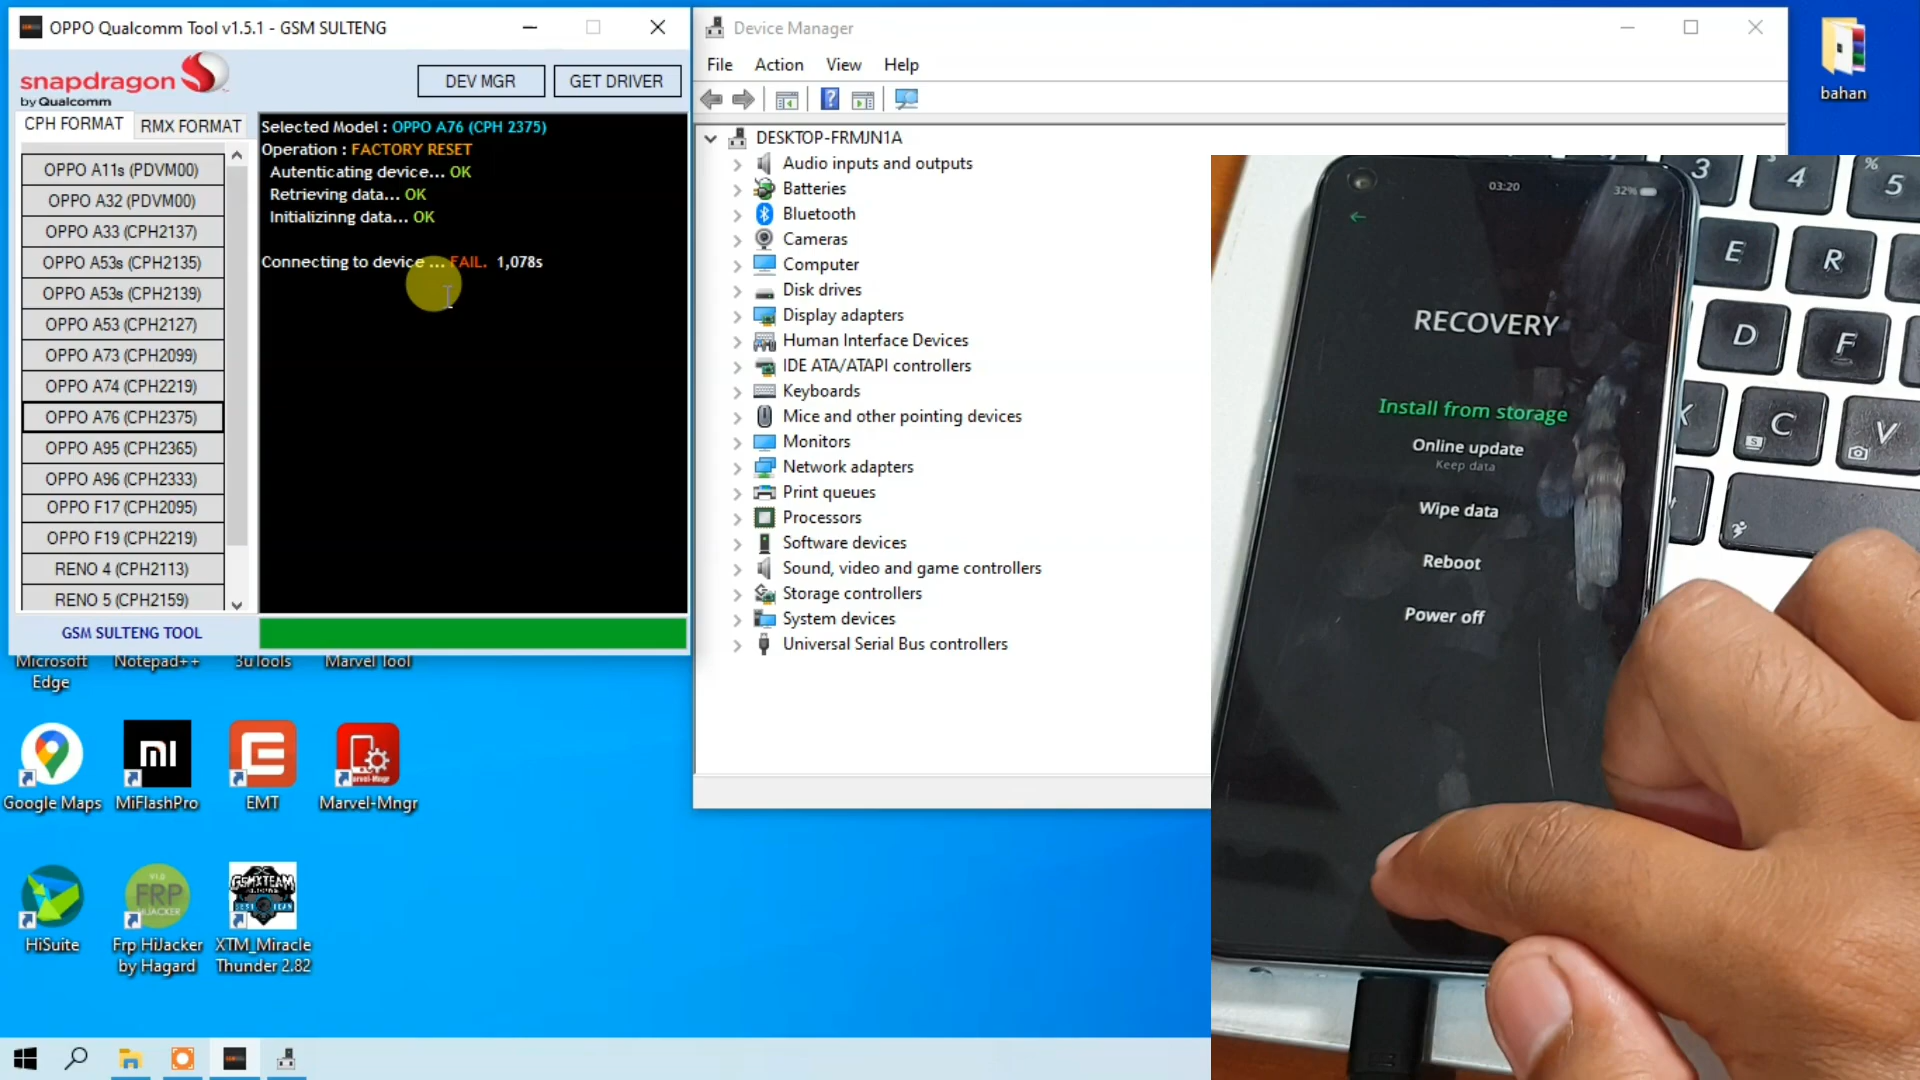 OPPO Qualcomm Tool v1.5.1 - GSM SULTENG
snapdragon
by Qualcomm
DEV MGR
GET DRIVER
CPH FORMAT
RMX FORMAT
OPPO A11s (PDVM00)
OPPO A32 (PDVM00)
OPPO A33 (CPH2137)
OPPO A53s (CPH2135)
OPPO A53s (CPH2139)
OPPO A53 (CPH2127)
OPPO A73 (CPH2099)
OPPO A74 (CPH2219)
OPPO A76 (CPH2375)
OPPO A95 (CPH2365)
OPPO A96 (CPH2333)
OPPO F17 (CPH2095)
OPPO F19 (CPH2219)
RENO 4 (CPH2113)
RENO 5 (CPH2159)
GSM SULTENG TOOL
Selected Model : OPPO A76 (CPH 2375)
Operation : FACTORY RESET
Autenticating device... OK
Retrieving data... OK
Initializinng data... OK
Connecting to device ... FAIL. 1,078s
Device Manager
File Action View Help
DESKTOP-FRMJN1A
Audio inputs and outputs
Batteries
Bluetooth
Cameras
Computer
Disk drives
Display adapters
Human Interface Devices
IDE ATA/ATAPI controllers
Keyboards
Mice and other pointing devices
Monitors
Network adapters
Print queues
Processors
Software devices
Sound, video and game controllers
Storage controllers
System devices
Universal Serial Bus controllers
bahan
03:20
32%
RECOVERY
Install from storage
Online update
Keep data
Wipe data
Reboot
Power off
3
$
4
%
5
E
R
D
F
C
V
Microsoft
Edge
Notepad++
3uTools
Marvel Tool
Google Maps
MiFlashPro
EMT
Marvel-Mngr
HiSuite
Frp HiJacker
by Hagard
XTM_Miracle
Thunder 2.82